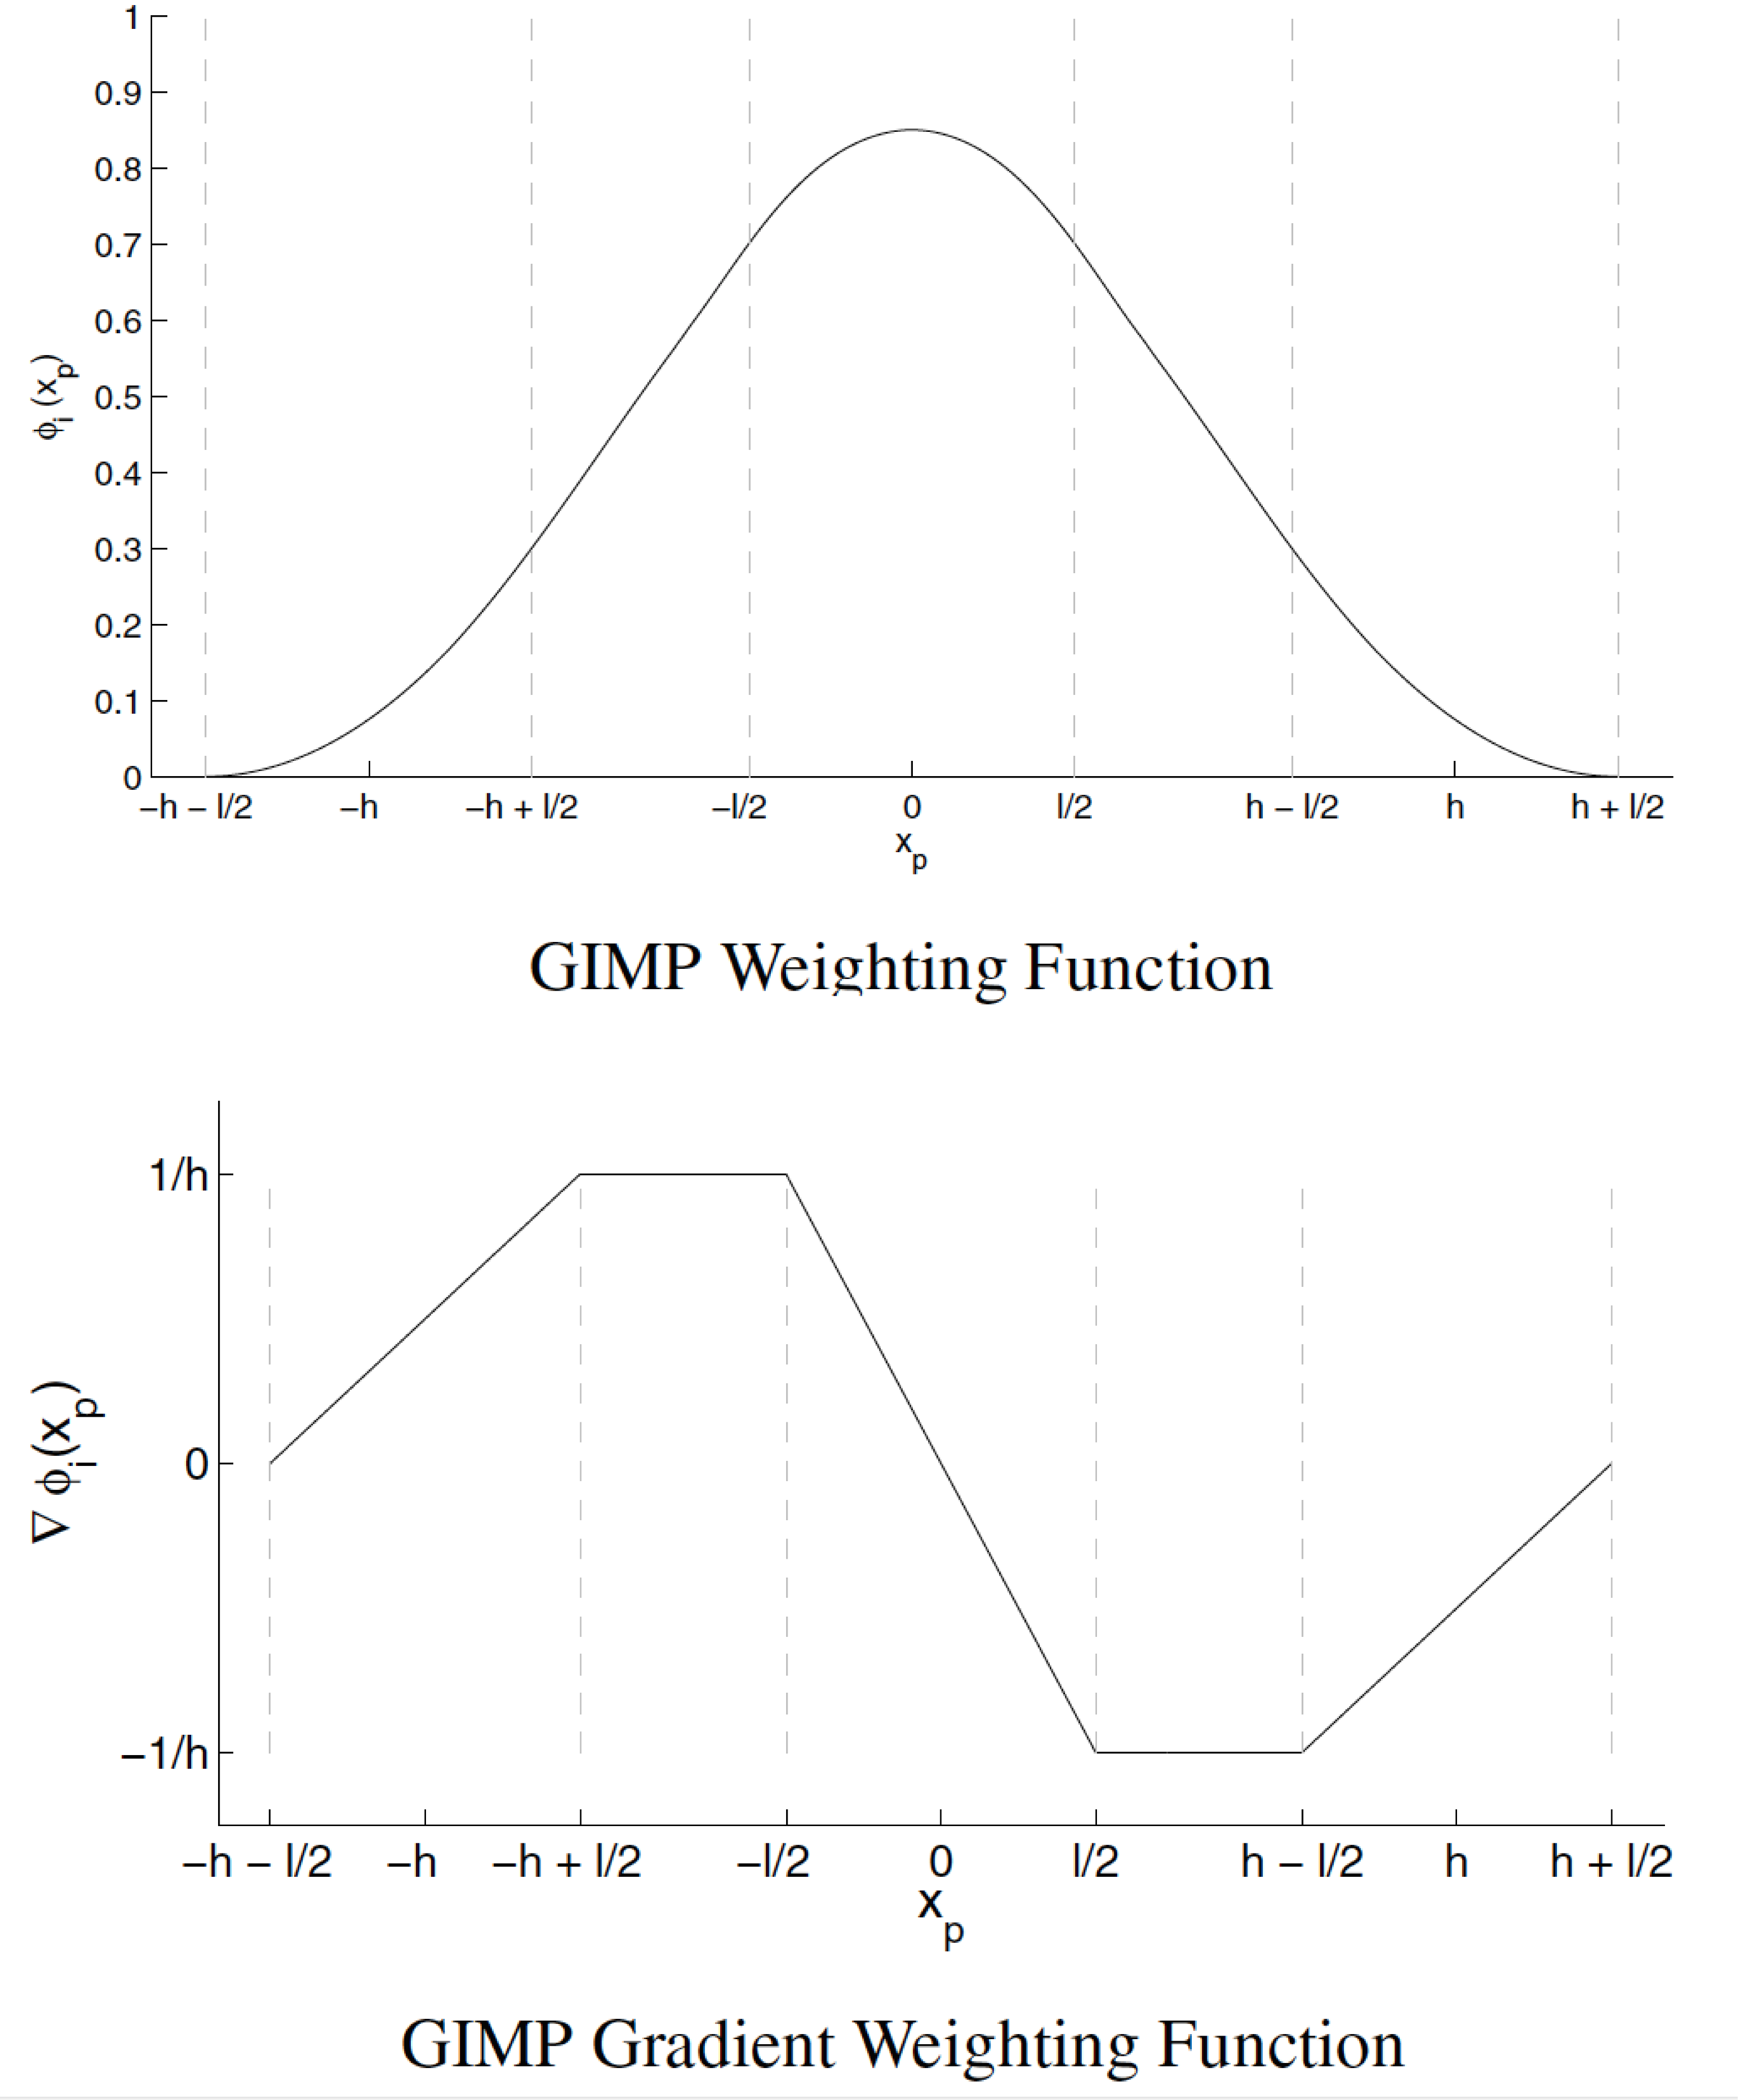 1
0.9
0.8
0.7
0.6
0.5
0.4
0.3
0.2
0.1
0
ϕi (xp)
−h − l/2 −h −h + l/2 −l/2 0 l/2 h − l/2 h h + l/2
xp
GIMP Weighting Function
1/h
0
−1/h
∇ ϕi(xp)
−h − l/2 −h −h + l/2 −l/2 0 l/2 h − l/2 h h + l/2
xp
GIMP Gradient Weighting Function